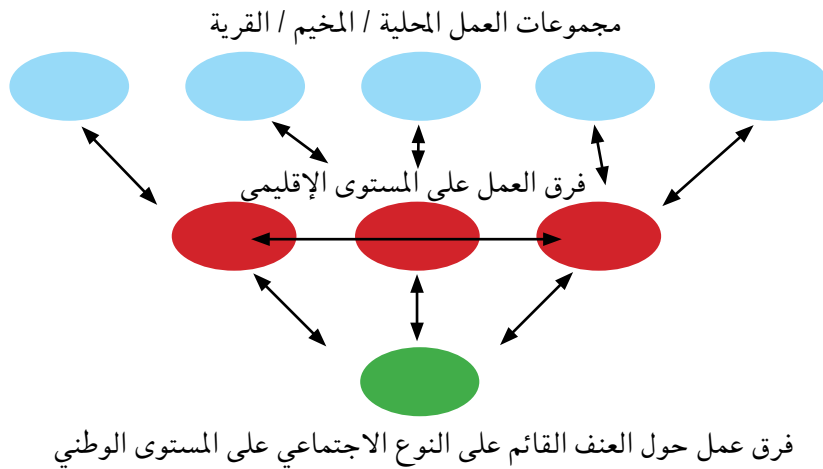 مجموعات العمل المحلية / المخيم / القرية
فرق العمل على المستوى الإقليمي
فرق عمل حول العنف القائم على النوع الاجتماعي على المستوى الوطني